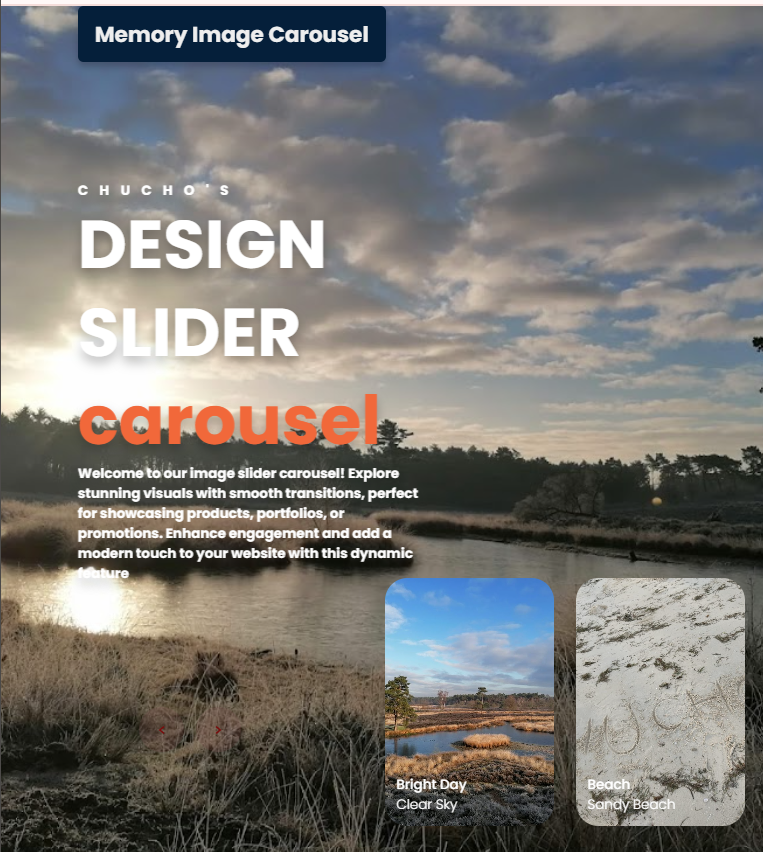 Memory Image Carousel
CHUCHO'S
DESIGN
SLIDER
carousel
Welcome to our image slider carousel! Explore
stunning visuals with smooth transitions, perfect
for showcasing products, portfolios, or
promotions. Enhance engagement and add a
modern touch to your website with this dynamic
feature
< >
Bright Day
Clear Sky
Beach
Sandy Beach